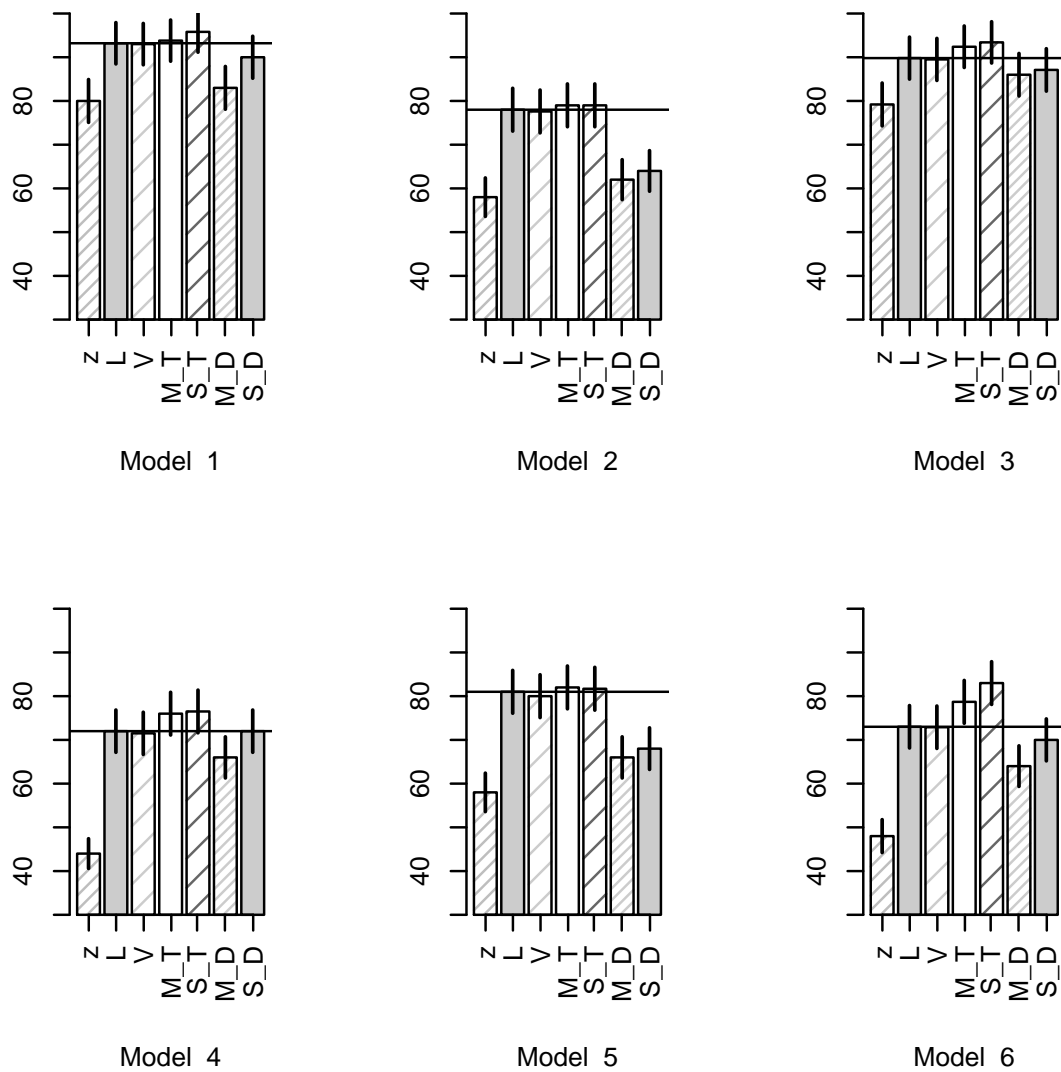 40 60 80
z L V M_T S_T M_D S_D
Model 1
40 60 80
z L V M_T S_T M_D S_D
Model 2
40 60 80
z L V M_T S_T M_D S_D
Model 3
40 60 80
z L V M_T S_T M_D S_D
Model 4
40 60 80
z L V M_T S_T M_D S_D
Model 5
40 60 80
z L V M_T S_T M_D S_D
Model 6